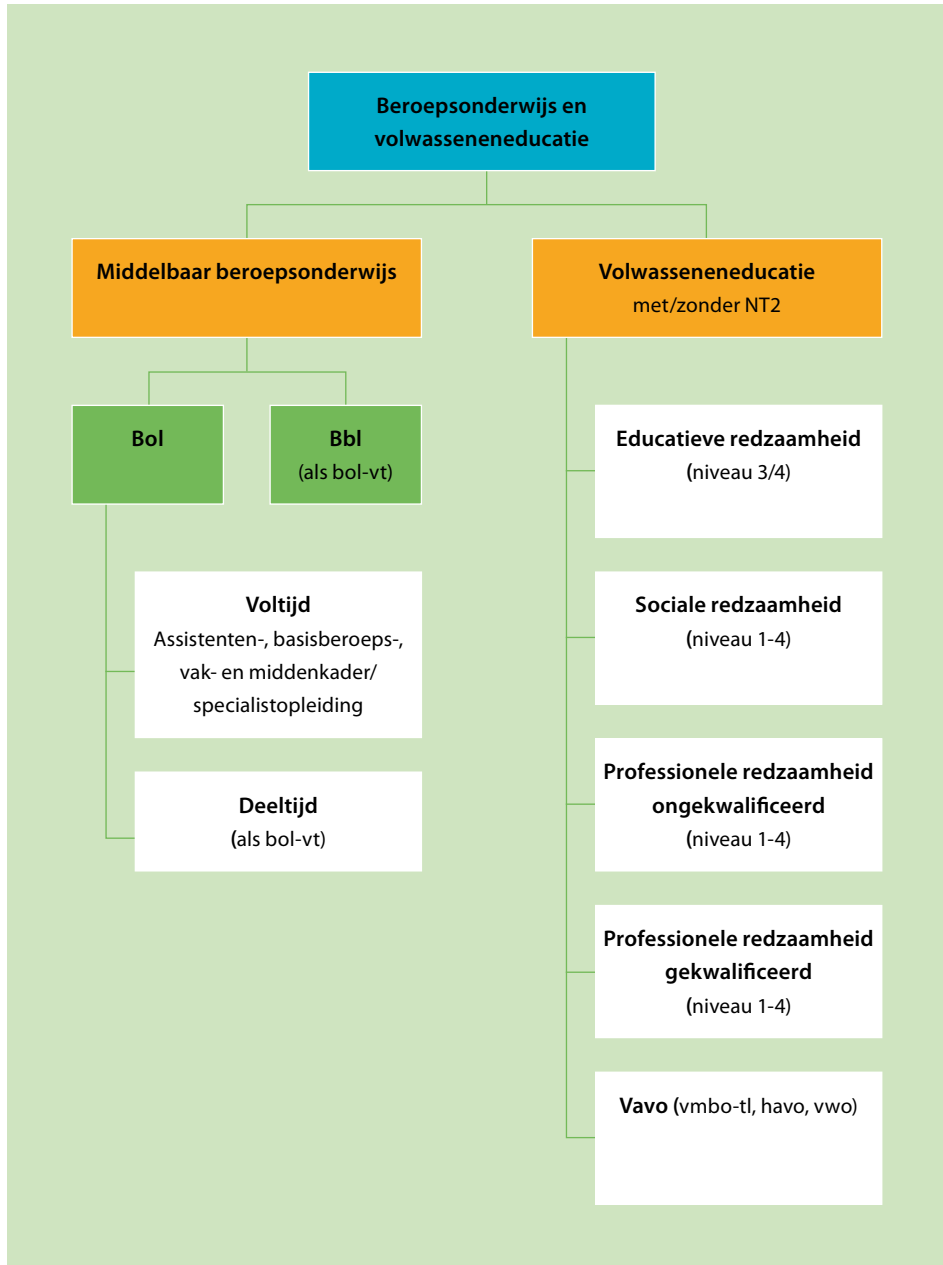 Beroepsonderwijs en
volwasseneneducatie
Middelbaar beroepsonderwijs
Volwasseneneducatie
met/zonder NT2
Bol
Bbl
(als bol-vt)
Voltijd
Assistenten-, basisberoeps-,
vak- en middenkader/
specialistopleiding
Deeltijd
(als bol-vt)
Educatieve redzaamheid
(niveau 3/4)
Sociale redzaamheid
(niveau 1-4)
Professionele redzaamheid
ongekwalificeerd
(niveau 1-4)
Professionele redzaamheid
gekwalificeerd
(niveau 1-4)
Vavo (vmbo-tl, havo, vwo)